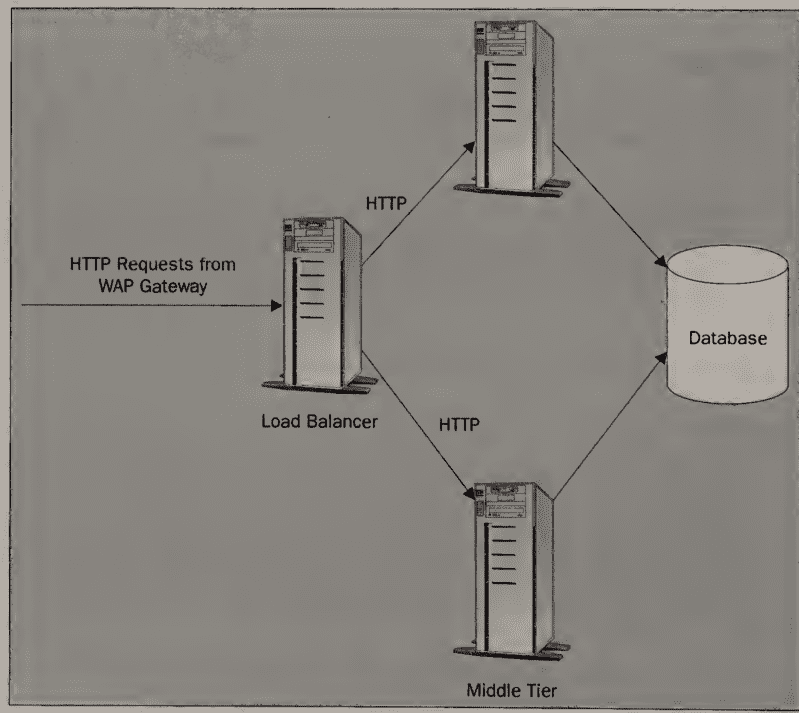 HTTP
HTTP Requests from
WAP Gateway
Database
Load Balancer
HTTP
Middle Tier